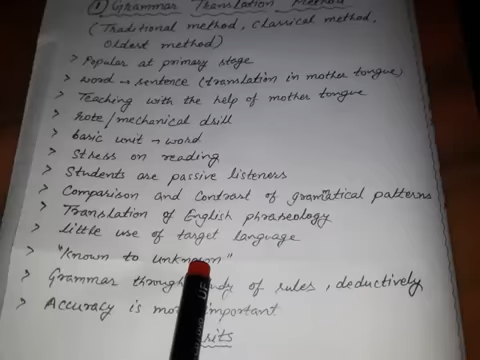 ① Grammar Translation Method
(Traditional method, Classical method,
Oldest method)
> Popular at primary stage
> word → sentence (translation in mother tongue)
> Teaching with the help of mother tongue
> Rote/mechanical drill
> basic unit → word
> Stress on reading
> Students are passive listeners
> Comparison and Contrast of gramatical patterns
> Translation of English phraseology
> little use of target language
> "Known to unknown"
> Grammar through of rules, deductively
> Accuracy is more important